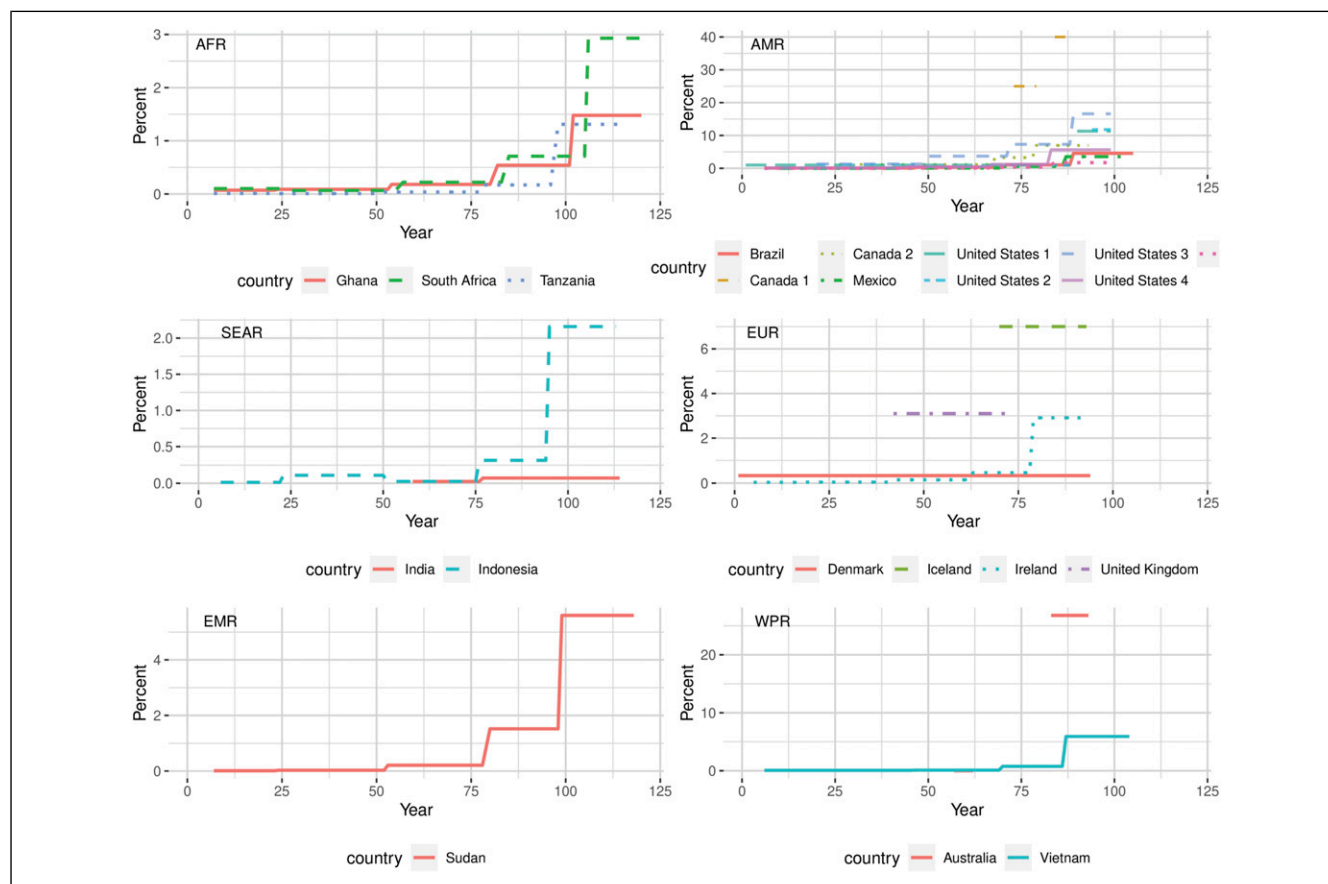 AFR
3
2
1
0
Percent
0 25 50 75 100 125
Year
country Ghana South Africa Tanzania
AMR
40
30
20
10
0
Percent
0 25 50 75 100 125
Year
country Brazil Canada 2 United States 1 United States 3
Canada 1 Mexico United States 2 United States 4
SEAR
2.0
1.5
1.0
0.5
0.0
Percent
0 25 50 75 100 125
Year
country India Indonesia
EUR
6
4
2
0
Percent
0 25 50 75 100 125
Year
country Denmark Iceland Ireland United Kingdom
EMR
4
2
0
Percent
0 25 50 75 100 125
Year
country Sudan
WPR
20
10
0
Percent
0 25 50 75 100 125
Year
country Australia Vietnam